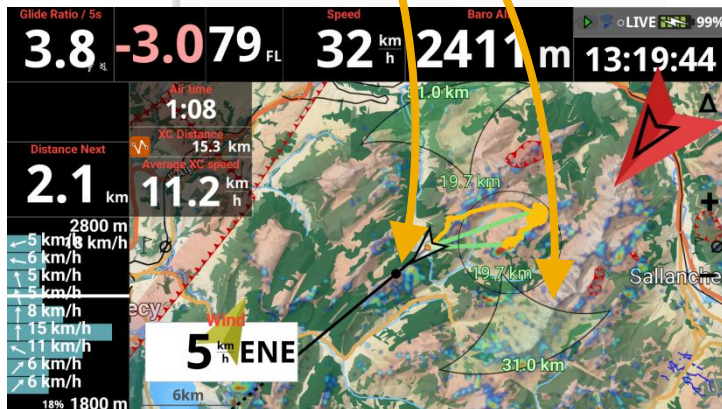 Glide Ratio / 5s
3.8
-3.0
79 FL
Speed
32 km/h
Baro Al
2411 m
LIVE
99%
13:19:44
Air time
1:08
XC Distance
15.3 km
Distance Next
2.1 km
Average XC speed
11.2 km/h
31.0 km
19.7 km
19.7 km
31.0 km
Sallanche
ecy
2800 m
5 km/h
8 km/h
6 km/h
5 km/h
5 km/h
8 km/h
15 km/h
11 km/h
6 km/h
6 km/h
18% 1800 m
Wind
5 km/h ENE
6km